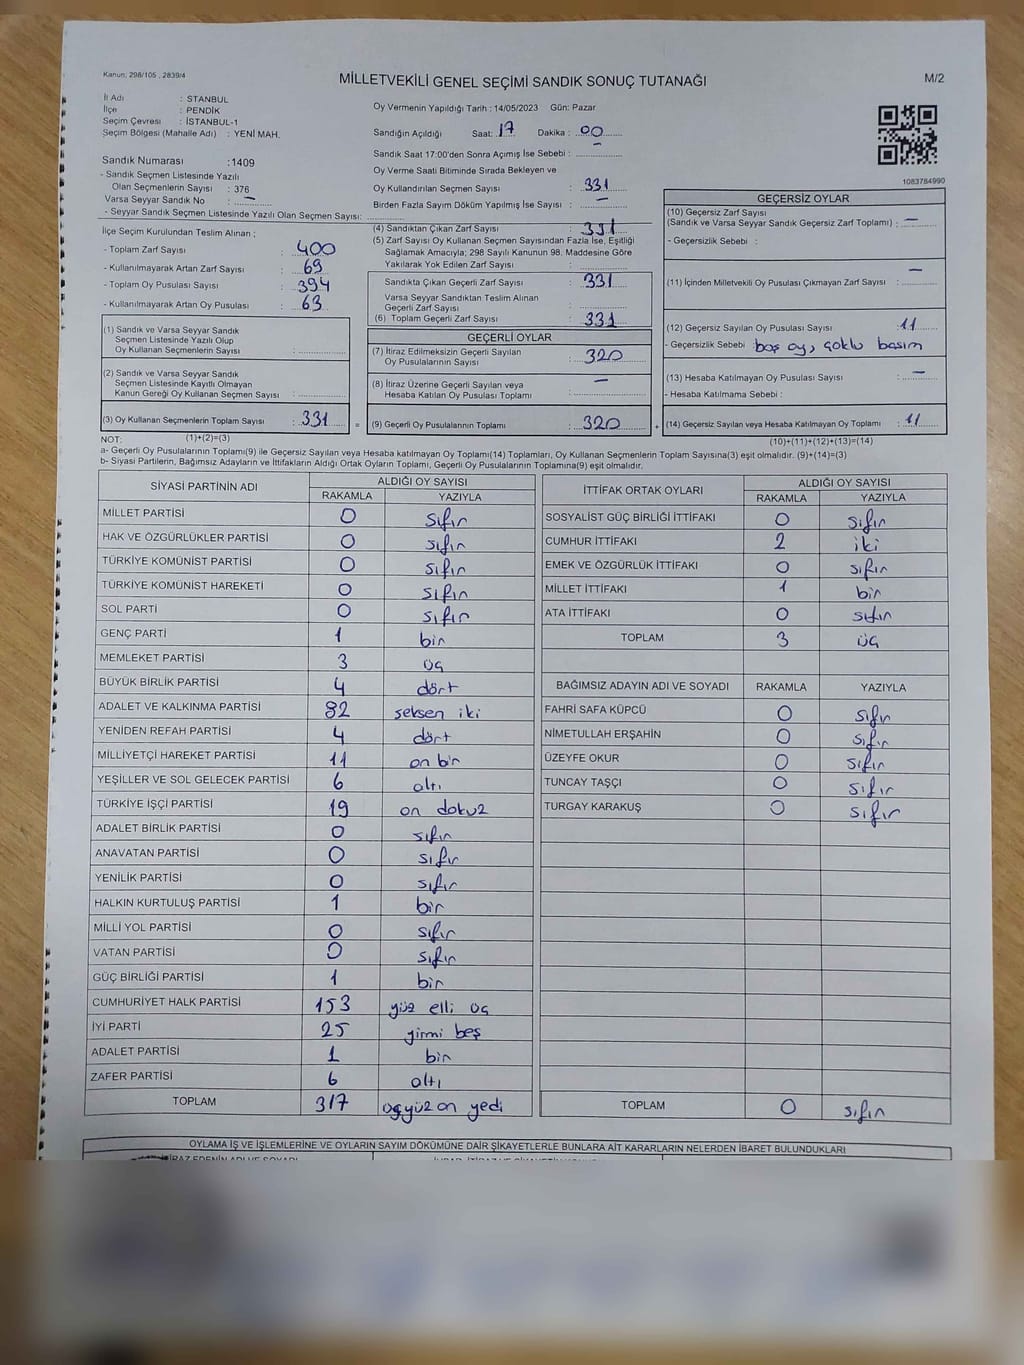 Kanun; 298/105 , 2839/4
MİLLETVEKİLİ GENEL SEÇİMİ SANDIK SONUÇ TUTANAĞI
M/2
İl Adı : STANBUL
İlçe : PENDİK
Seçim Çevresi : İSTANBUL-1
Seçim Bölgesi (Mahalle Adı) : YENİ MAH.
Oy Vermenin Yapıldığı Tarih : 14/05/2023 Gün: Pazar
Sandığın Açıldığı Saat: 17 Dakika : 00
Sandık Saat 17:00'den Sonra Açımış İse Sebebi : –
Sandık Numarası :1409
- Sandık Seçmen Listesinde Yazılı
Olan Seçmenlerin Sayısı : 376
Varsa Seyyar Sandık No : –
- Seyyar Sandık Seçmen Listesinde Yazılı Olan Seçmen Sayısı:
Oy Verme Saati Bitiminde Sırada Bekleyen ve
Oy Kullandırılan Seçmen Sayısı : 331
Birden Fazla Sayım Döküm Yapılmış İse Sayısı : –
1083784990
İlçe Seçim Kurulundan Teslim Alınan ;
- Toplam Zarf Sayısı : 400
- Kullanılmayarak Artan Zarf Sayısı : 69
- Toplam Oy Pusulası Sayısı : 394
- Kullanılmayarak Artan Oy Pusulası : 63
(4) Sandıktan Çıkan Zarf Sayısı : 331
(5) Zarf Sayısı Oy Kullanan Seçmen Sayısından Fazla İse, Eşitliği
Sağlamak Amacıyla; 298 Sayılı Kanunun 98. Maddesine Göre
Yakılarak Yok Edilen Zarf Sayısı :
Sandıkta Çıkan Geçerli Zarf Sayısı : 331
Varsa Seyyar Sandıktan Teslim Alınan
Geçerli Zarf Sayısı :
(6) Toplam Geçerli Zarf Sayısı : 331
GEÇERSİZ OYLAR
(10) Geçersiz Zarf Sayısı
(Sandık ve Varsa Seyyar Sandık Geçersiz Zarf Toplamı) : –
- Geçersizlik Sebebi :
(11) İçinden Milletvekili Oy Pusulası Çıkmayan Zarf Sayısı : –
(12) Geçersiz Sayılan Oy Pusulası Sayısı : 11
- Geçersizlik Sebebi : boş oy, çoklu basım
(13) Hesaba Katılmayan Oy Pusulası Sayısı : –
- Hesaba Katılmama Sebebi :
(1) Sandık ve Varsa Seyyar Sandık
Seçmen Listesinde Yazılı Olup
Oy Kullanan Seçmenlerin Sayısı :
(2) Sandık ve Varsa Seyyar Sandık
Seçmen Listesinde Kayıtlı Olmayan
Kanun Gereği Oy Kullanan Seçmen Sayısı :
GEÇERLİ OYLAR
(7) İtiraz Edilmeksizin Geçerli Sayılan
Oy Pusulalarının Sayısı : 320
(8) İtiraz Üzerine Geçerli Sayılan veya
Hesaba Katılan Oy Pusulası Toplamı : –
(3) Oy Kullanan Seçmenlerin Toplam Sayısı : 331 = (9) Geçerli Oy Pusulalarının Toplamı : 320 + (14) Geçersiz Sayılan veya Hesaba Katılmayan Oy Toplamı : 11
NOT: (1)+(2)=(3) (10)+(11)+(12)+(13)=(14)
a- Geçerli Oy Pusulalarının Toplamı(9) ile Geçersiz Sayılan veya Hesaba katılmayan Oy Toplamı(14) Toplamları, Oy Kullanan Seçmenlerin Toplam Sayısına(3) eşit olmalıdır. (9)+(14)=(3)
b- Siyasi Partilerin, Bağımsız Adayların ve İttifakların Aldığı Ortak Oyların Toplamı, Geçerli Oy Pusulalarının Toplamına(9) eşit olmalıdır.
SİYASİ PARTİNİN ADI ALDIĞI OY SAYISI
RAKAMLA YAZIYLA
MİLLET PARTİSİ 0 sıfır
HAK VE ÖZGÜRLÜKLER PARTİSİ 0 sıfır
TÜRKİYE KOMÜNİST PARTİSİ 0 sıfır
TÜRKİYE KOMÜNİST HAREKETİ 0 sıfır
SOL PARTİ 0 sıfır
GENÇ PARTİ 1 bir
MEMLEKET PARTİSİ 3 üç
BÜYÜK BİRLİK PARTİSİ 4 dört
ADALET VE KALKINMA PARTİSİ 82 seksen iki
YENİDEN REFAH PARTİSİ 4 dört
MİLLİYETÇİ HAREKET PARTİSİ 11 on bir
YEŞİLLER VE SOL GELECEK PARTİSİ 6 altı
TÜRKİYE İŞÇİ PARTİSİ 19 on dokuz
ADALET BİRLİK PARTİSİ 0 sıfır
ANAVATAN PARTİSİ 0 sıfır
YENİLİK PARTİSİ 0 sıfır
HALKIN KURTULUŞ PARTİSİ 1 bir
MİLLİ YOL PARTİSİ 0 sıfır
VATAN PARTİSİ 0 sıfır
GÜÇ BİRLİĞİ PARTİSİ 1 bir
CUMHURİYET HALK PARTİSİ 153 yüz elli üç
İYİ PARTİ 25 yirmi beş
ADALET PARTİSİ 1 bir
ZAFER PARTİSİ 6 altı
TOPLAM 317 üçyüz on yedi
İTTİFAK ORTAK OYLARI ALDIĞI OY SAYISI
RAKAMLA YAZIYLA
SOSYALİST GÜÇ BİRLİĞİ İTTİFAKI 0 sıfır
CUMHUR İTTİFAKI 2 iki
EMEK VE ÖZGÜRLÜK İTTİFAKI 0 sıfır
MİLLET İTTİFAKI 1 bir
ATA İTTİFAKI 0 sıfır
TOPLAM 3 üç
BAĞIMSIZ ADAYIN ADI VE SOYADI RAKAMLA YAZIYLA
FAHRİ SAFA KÜPCÜ 0 sıfır
NİMETULLAH ERŞAHİN 0 sıfır
ÜZEYFE OKUR 0 sıfır
TUNCAY TAŞÇI 0 sıfır
TURGAY KARAKUŞ 0 sıfır
TOPLAM 0 sıfır
OYLAMA İŞ VE İŞLEMLERİNE VE OYLARIN SAYIM DÖKÜMÜNE DAİR ŞİKAYETLERLE BUNLARA AİT KARARLARIN NELERDEN İBARET BULUNDUKLARI